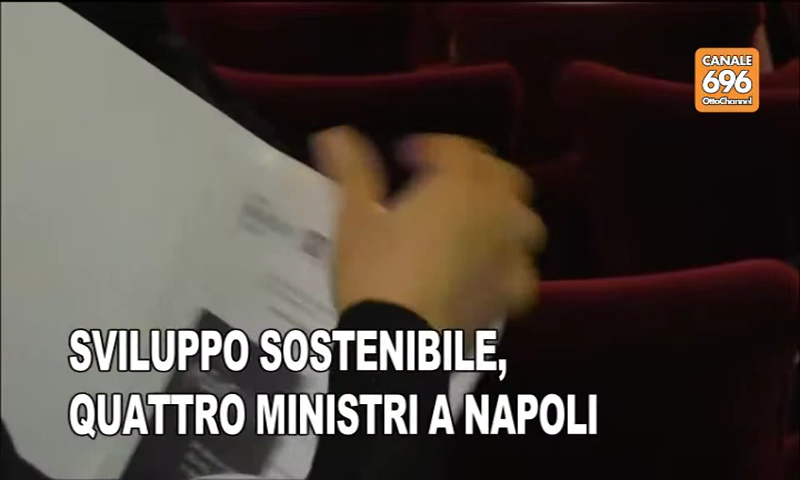 CANALE
696
OttoChannel
SVILUPPO SOSTENIBILE,
QUATTRO MINISTRI A NAPOLI